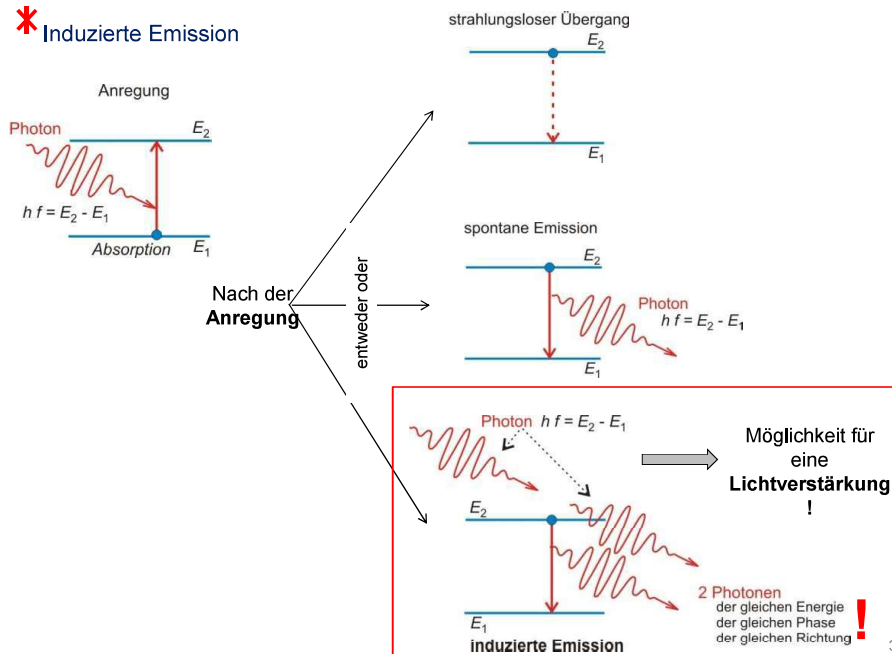 * Induzierte Emission
Anregung
Photon
E₂
h f = E₂ - E₁
Absorption
E₁
Nach der
Anregung
entweder oder
strahlungsloser Übergang
E₂
E₁
spontane Emission
E₂
Photon
h f = E₂ - E₁
E₁
Photon h f = E₂ - E₁
E₂
E₁
induzierte Emission
2 Photonen
der gleichen Energie
der gleichen Phase
der gleichen Richtung
!
Möglichkeit für
eine
Lichtverstärkung
!